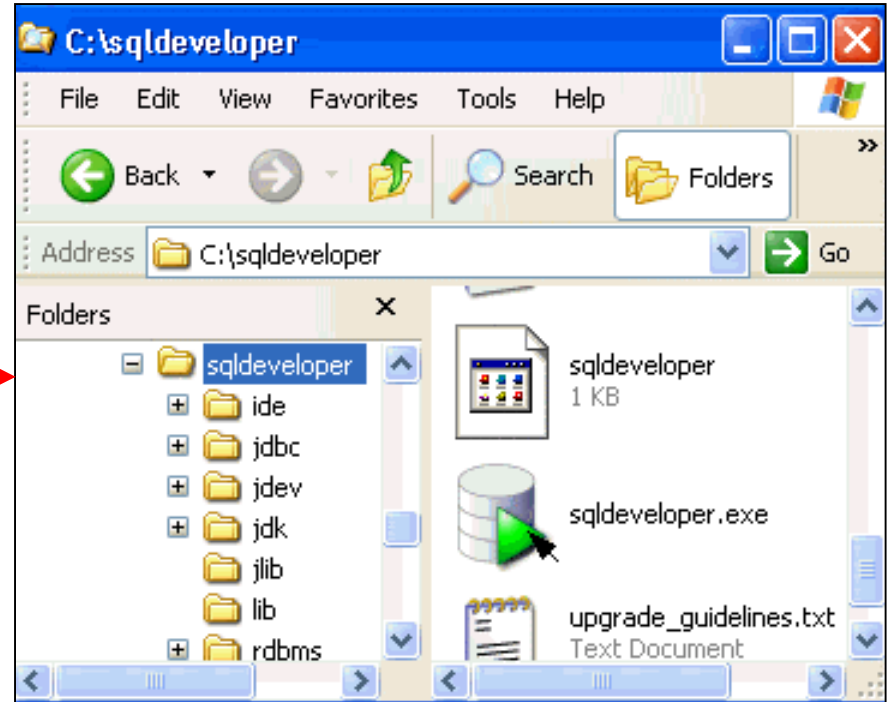 C:\sqldeveloper
File Edit View Favorites Tools Help
Back Search Folders »
Address C:\sqldeveloper Go
Folders
sqldeveloper
ide
jdbc
jdev
jdk
jlib
lib
rdbms
sqldeveloper
1 KB
sqldeveloper.exe
upgrade_guidelines.txt
Text Document